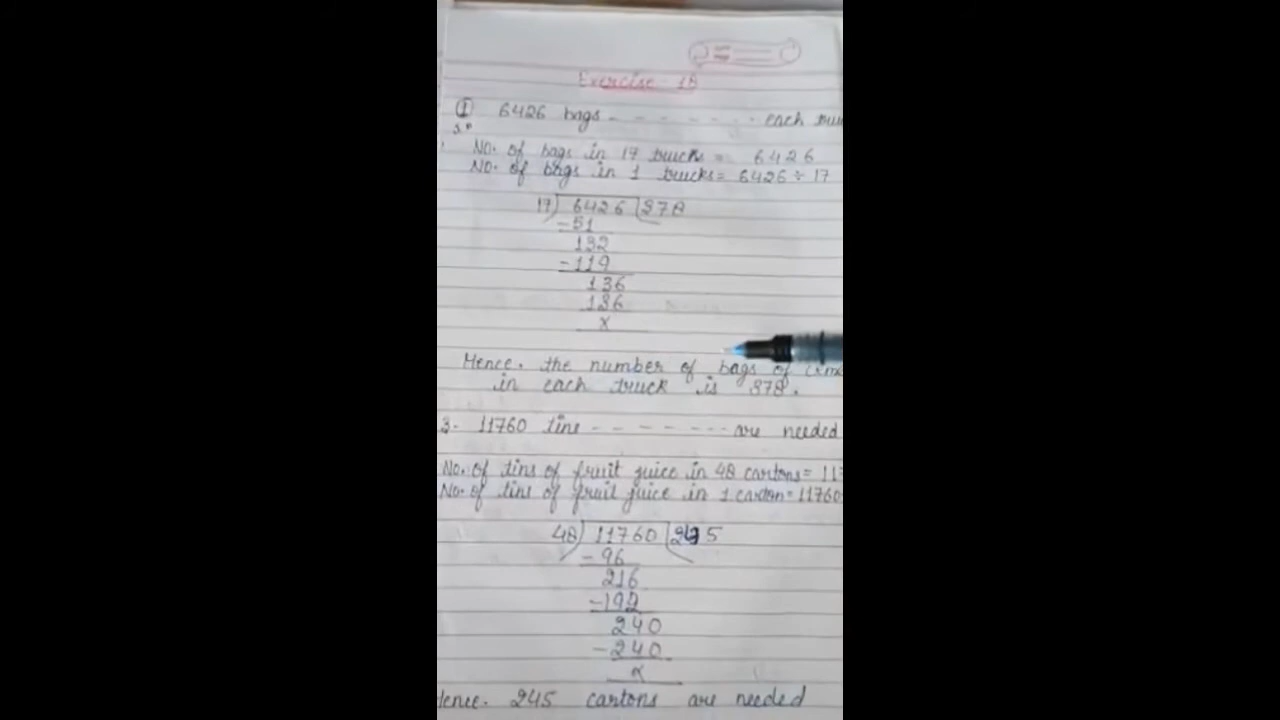 Exercise 18
1 6426 bags - - - - - - - each
No. of bags in 17 trucks = 6426
No. of bags in 1 trucks = 6426 ÷ 17
17) 6426 (378
-51
132
-119
136
136
x
Hence. the number of bags of
in each truck is 378.
3. 11760 tine - - - - - - - are needed
No. of tins of fruit juice in 48 cartons = 11
No. of tins of fruit juice in 1 carton = 11760
48) 11760 (245
-96
216
-192
240
-240
x
Hence. 245 cartons are needed